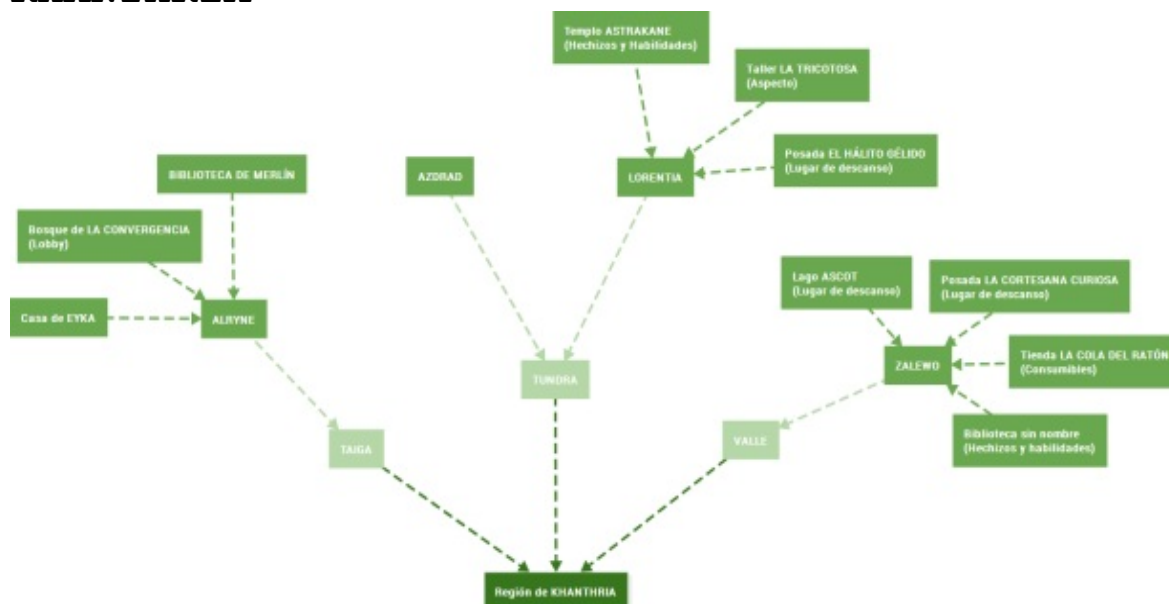 Templo ASTRAKANE
(Hechizos y Habilidades)
Taller LA TRICOTOSA
(Aspecto)
Posada EL HÁLITO GÉLIDO
(Lugar de descanso)
BIBLIOTECA DE MERLÍN
AZDRAD
LORENTIA
Bosque de LA CONVERGENCIA
(Lobby)
Lago ASCOT
(Lugar de descanso)
Posada LA CORTESANA CURIOSA
(Lugar de descanso)
Casa de EYKA
ALRYNE
Tienda LA COLA DEL RATÓN
(Consumibles)
ZALEWO
TUNDRA
Biblioteca sin nombre
(Hechizos y habilidades)
TAIGA
VALLE
Región de KHANTHRIA